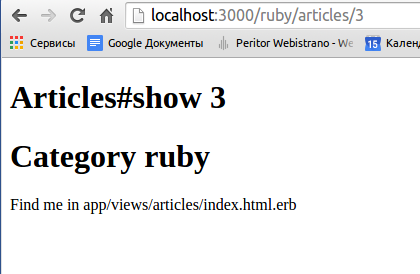 localhost:3000/ruby/articles/3
Сервисы Google Документы Peritor Webistrano - We 15 Кален
Articles#show 3
Category ruby
Find me in app/views/articles/index.html.erb